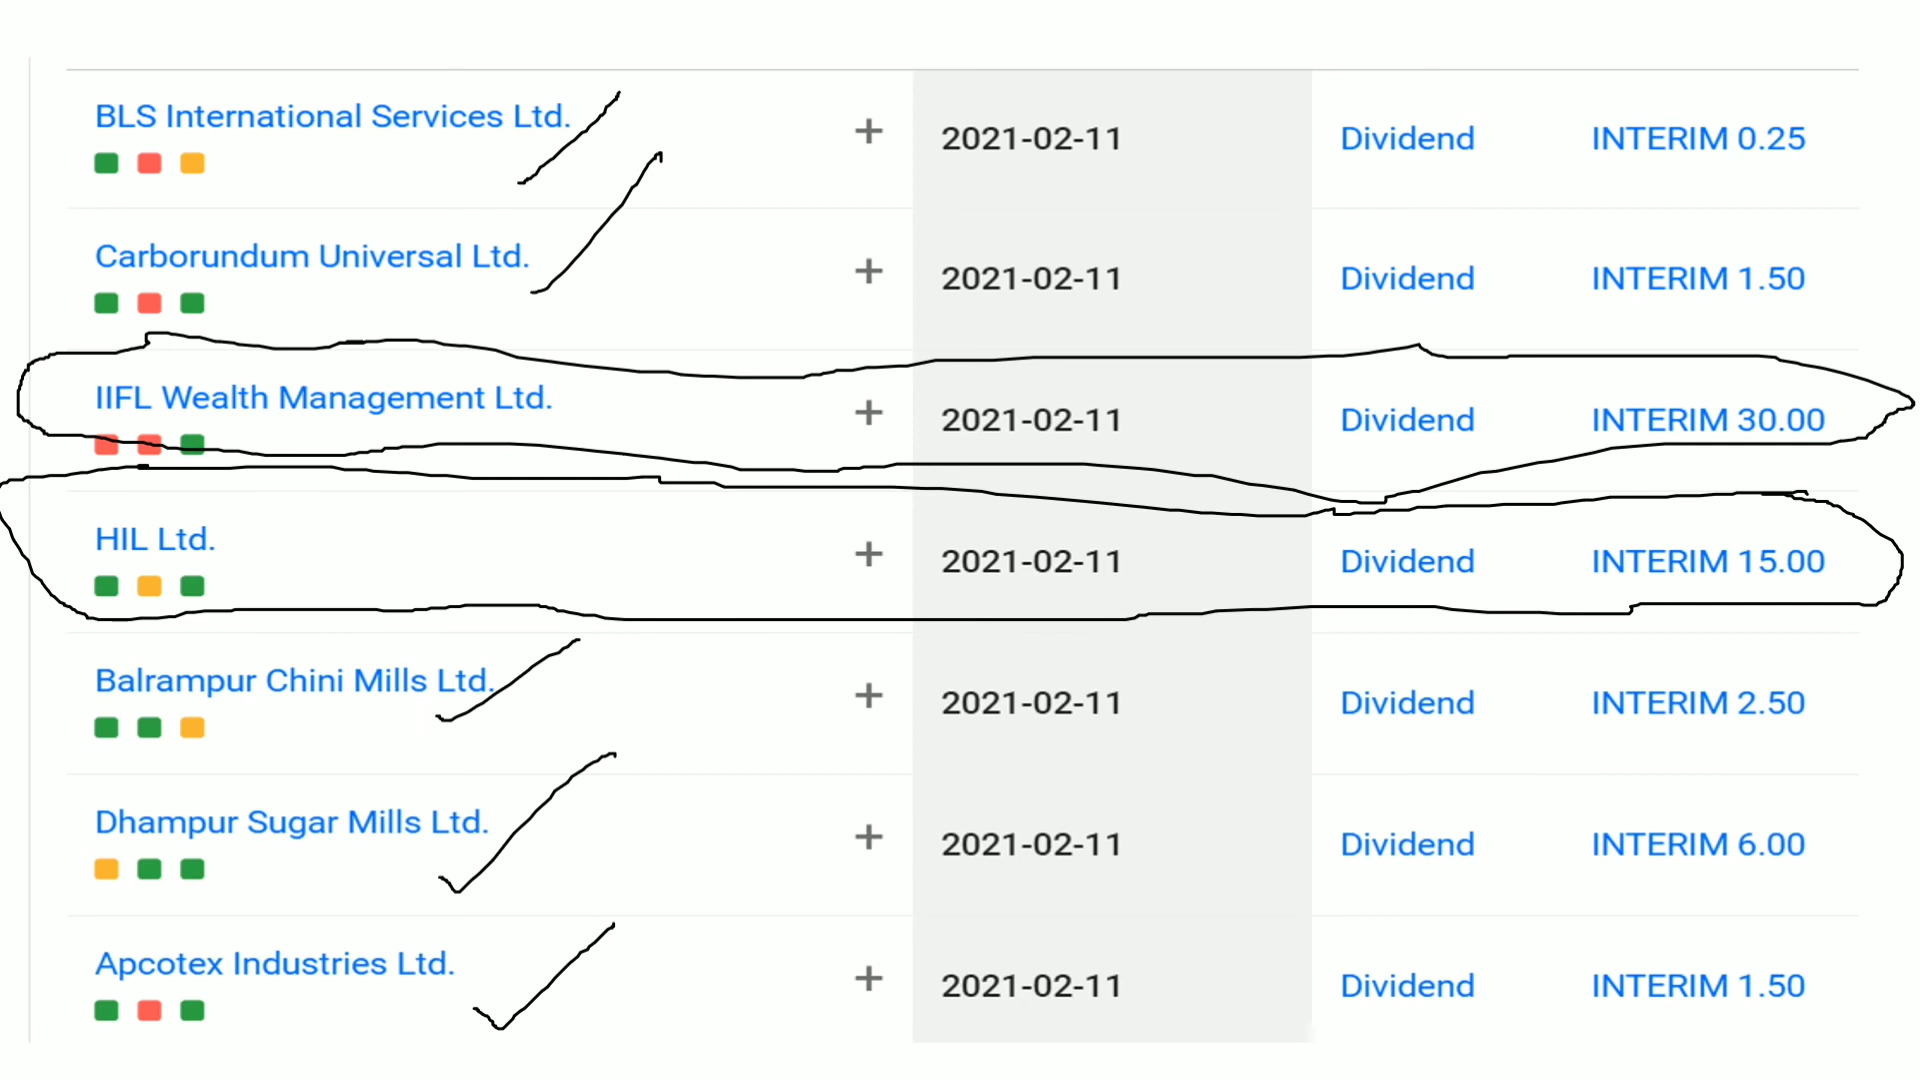 BLS International Services Ltd. + 2021-02-11 Dividend INTERIM 0.25
Carborundum Universal Ltd. + 2021-02-11 Dividend INTERIM 1.50
IIFL Wealth Management Ltd. + 2021-02-11 Dividend INTERIM 30.00
HIL Ltd. + 2021-02-11 Dividend INTERIM 15.00
Balrampur Chini Mills Ltd. + 2021-02-11 Dividend INTERIM 2.50
Dhampur Sugar Mills Ltd. + 2021-02-11 Dividend INTERIM 6.00
Apcotex Industries Ltd. + 2021-02-11 Dividend INTERIM 1.50